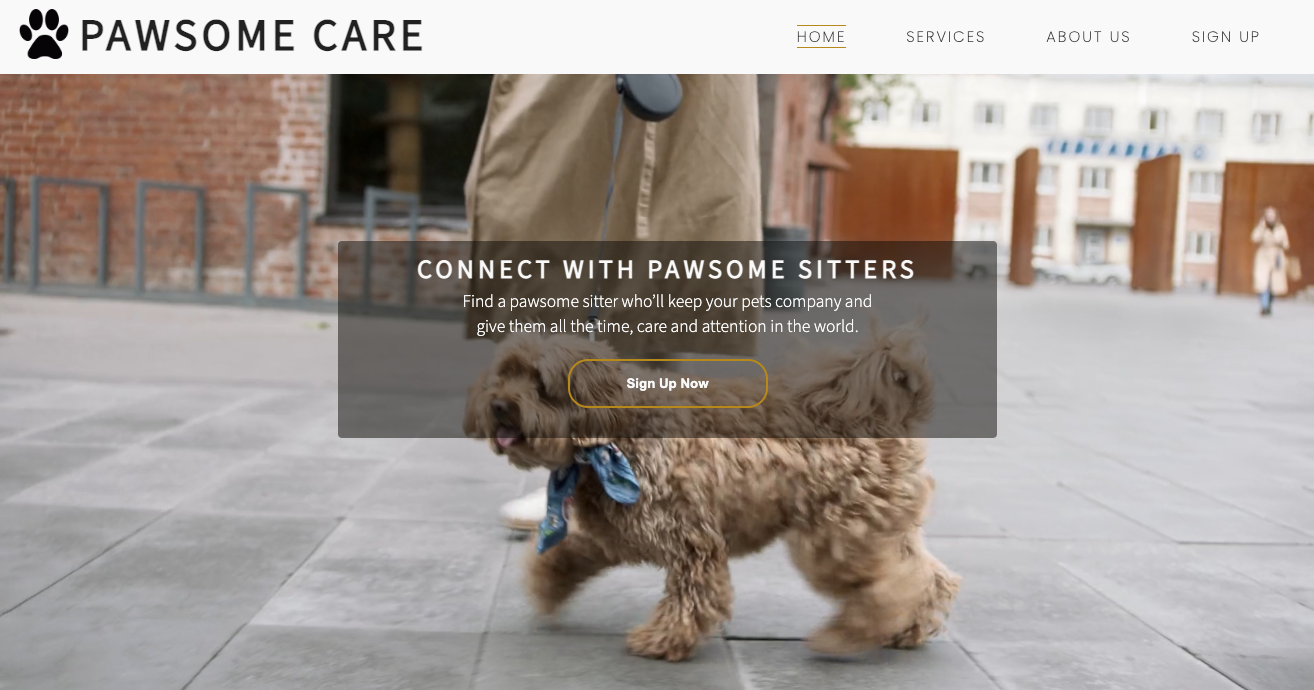 PAWSOME CARE
HOME SERVICES ABOUT US SIGN UP
CONNECT WITH PAWSOME SITTERS
Find a pawsome sitter who’ll keep your pets company and
give them all the time, care and attention in the world.
Sign Up Now